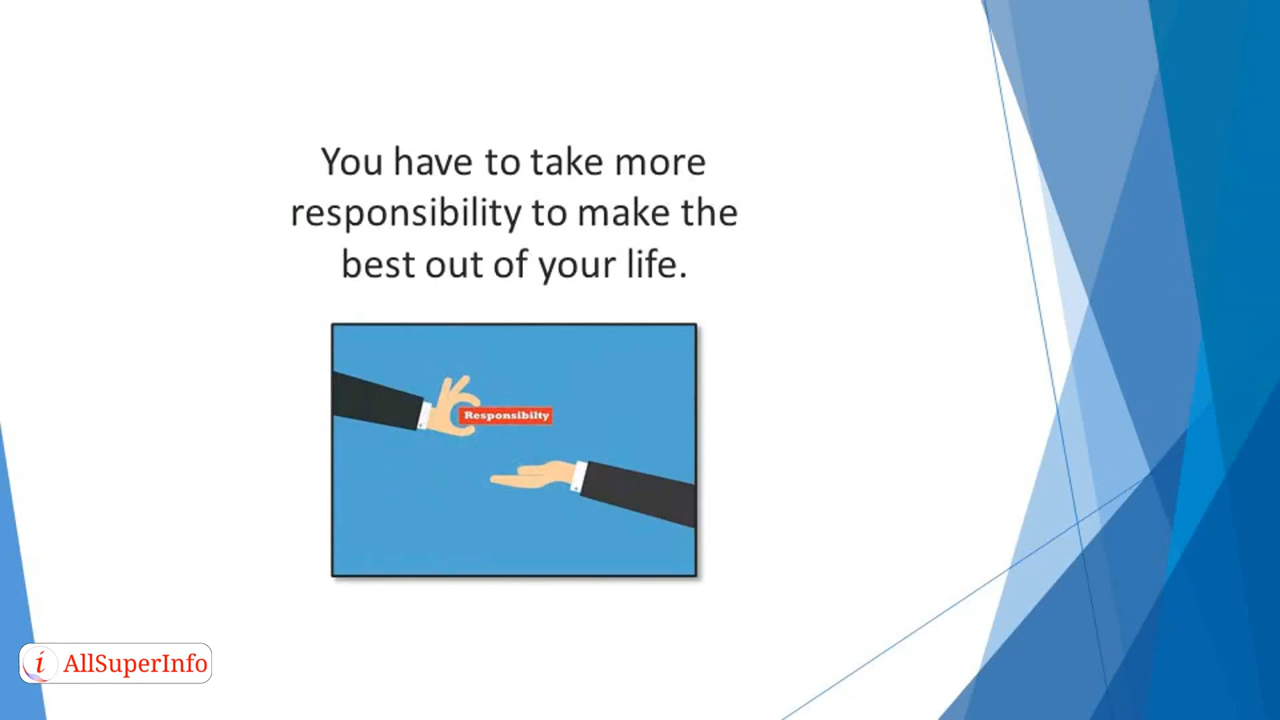 You have to take more
responsibility to make the
best out of your life.
Responsibilty
i AllSuperInfo